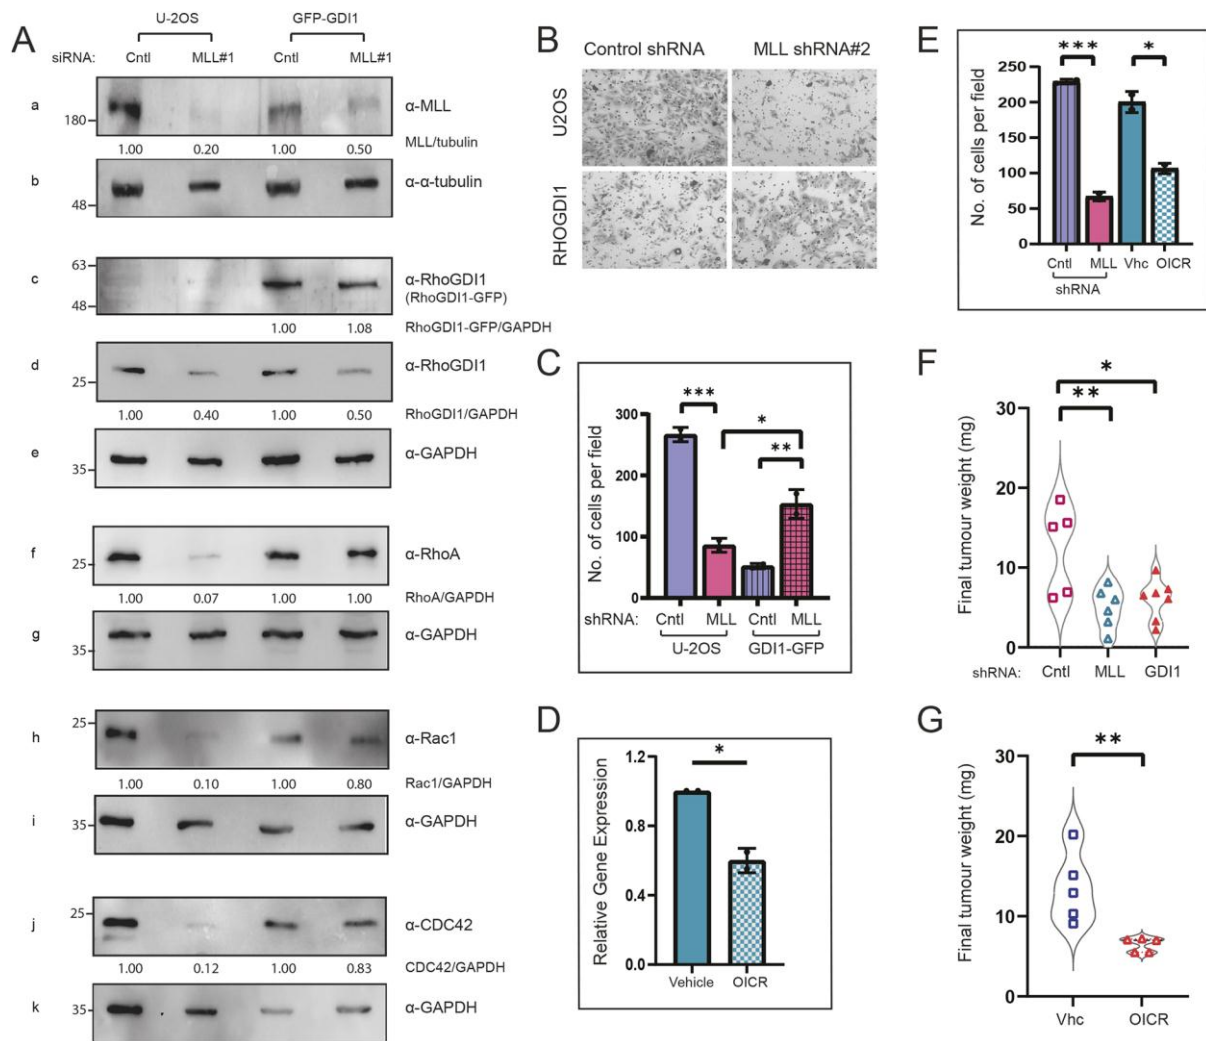 A
U-2OS GFP-GDI1
siRNA: Cntl MLL#1 Cntl MLL#1
a 180 α-MLL
1.00 0.20 1.00 0.50 MLL/tubulin
b 48 α-α-tubulin
c 63 α-RhoGDI1
48 (RhoGDI1-GFP)
1.00 1.08 RhoGDI1-GFP/GAPDH
d 25 α-RhoGDI1
1.00 0.40 1.00 0.50 RhoGDI1/GAPDH
e 35 α-GAPDH
f 25 α-RhoA
1.00 0.07 1.00 1.00 RhoA/GAPDH
g 35 α-GAPDH
h 25 α-Rac1
1.00 0.10 1.00 0.80 Rac1/GAPDH
i 35 α-GAPDH
j 25 α-CDC42
1.00 0.12 1.00 0.83 CDC42/GAPDH
k 35 α-GAPDH
B
Control shRNA MLL shRNA#2
U2OS
RHOGDI1
C
No. of cells per field
300
200
100
0
***
*
**
shRNA: Cntl MLL Cntl MLL
U-2OS GDI1-GFP
D
Relative Gene Expression
1.2
0.8
0.4
0.0
*
Vehicle OICR
E
No. of cells per field
250
200
150
100
50
0
*** *
Cntl MLL Vhc OICR
shRNA
F
Final tumour weight (mg)
30
20
10
0
*
**
shRNA: Cntl MLL GDI1
G
Final tumour weight (mg)
30
20
10
0
**
Vhc OICR